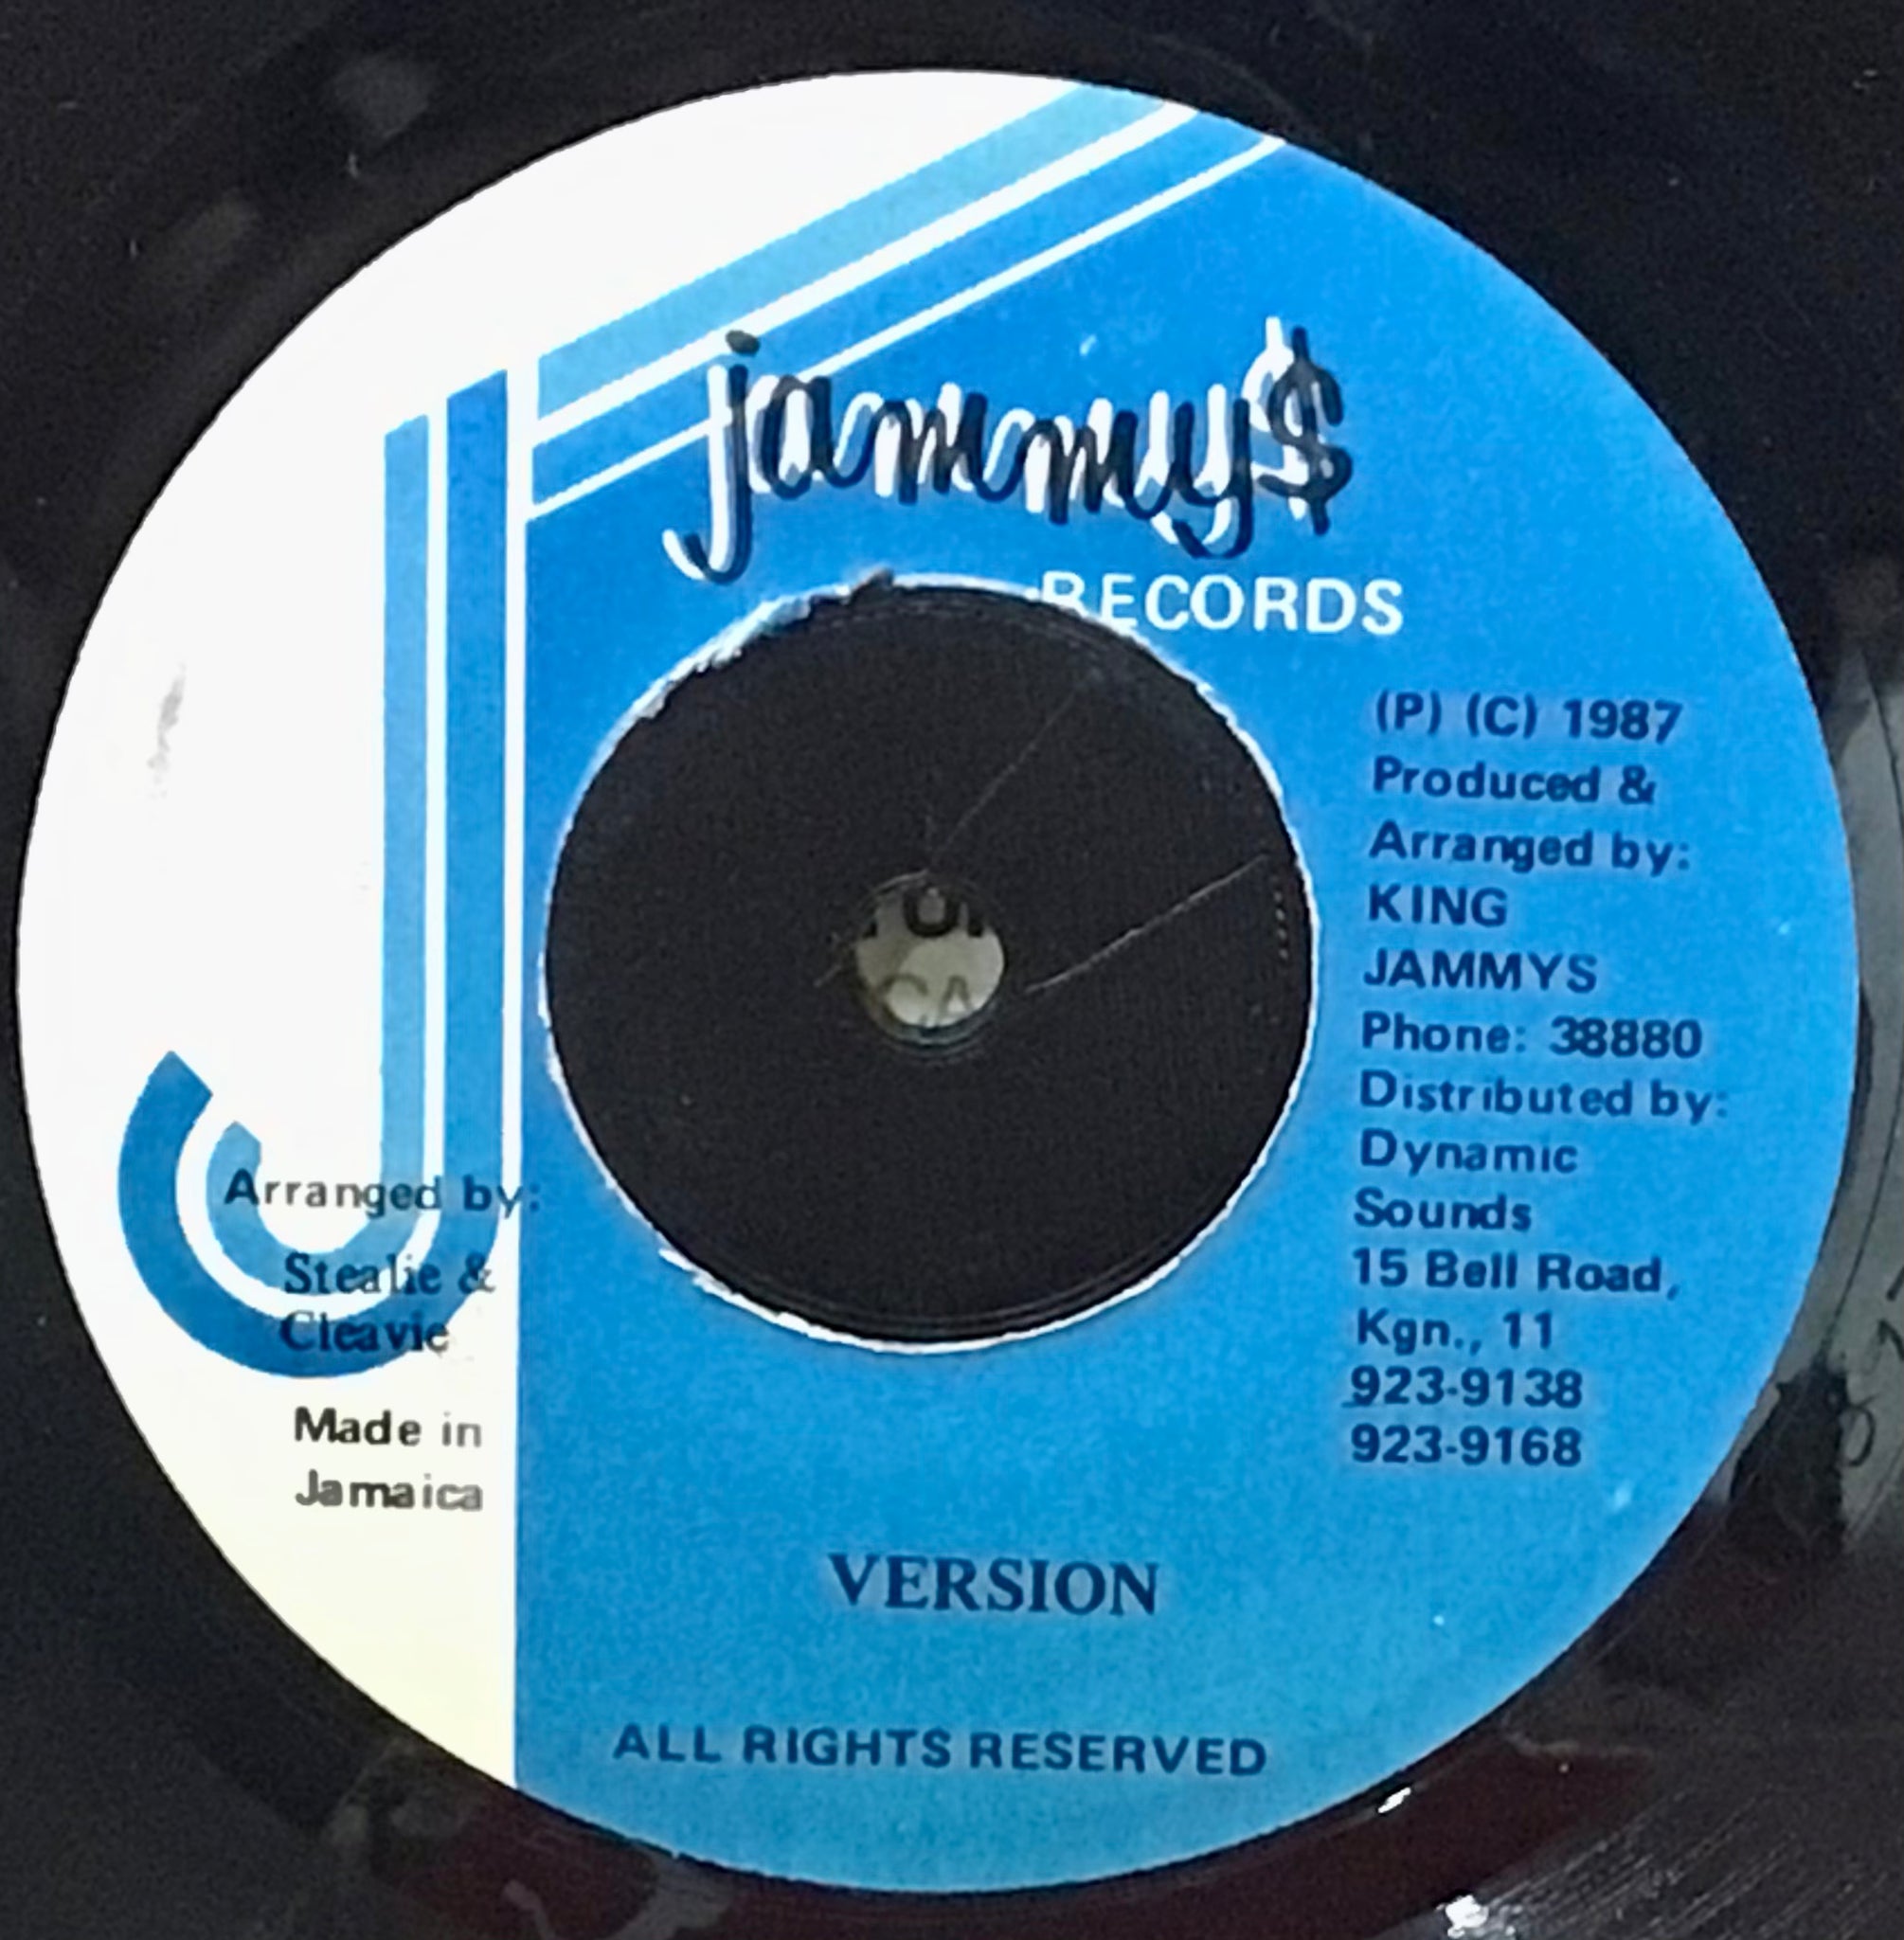 jammy$
RECORDS
(P) (C) 1987
Produced &
Arranged by:
KING
JAMMYS
Phone: 38880
Distributed by:
Dynamic
Sounds
15 Bell Road,
Kgn., 11
923-9138
923-9168
Arranged by:
Stealie &
Cleavie
Made in
Jamaica
VERSION
ALL RIGHTS RESERVED